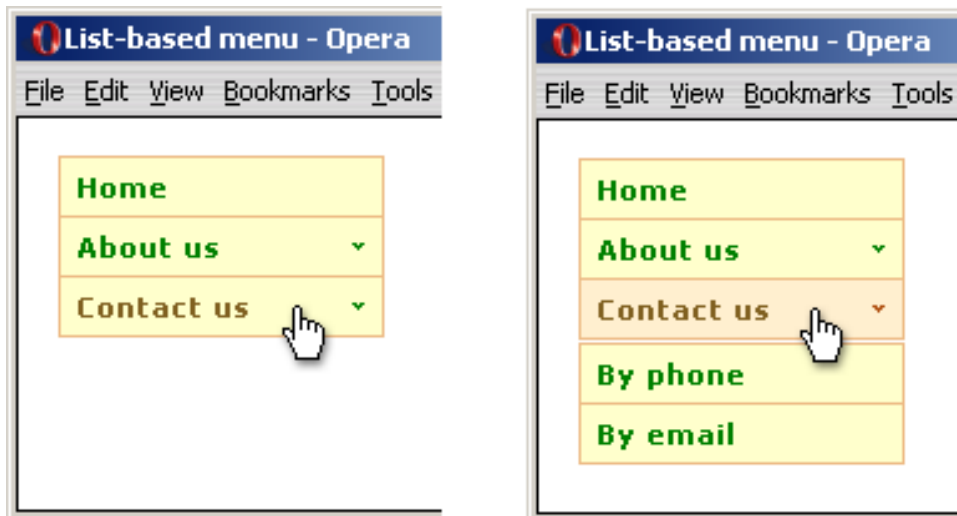 List-based menu - Opera
File Edit View Bookmarks Tools
Home
About us
Contact us
List-based menu - Opera
File Edit View Bookmarks Tools
Home
About us
Contact us
By phone
By email